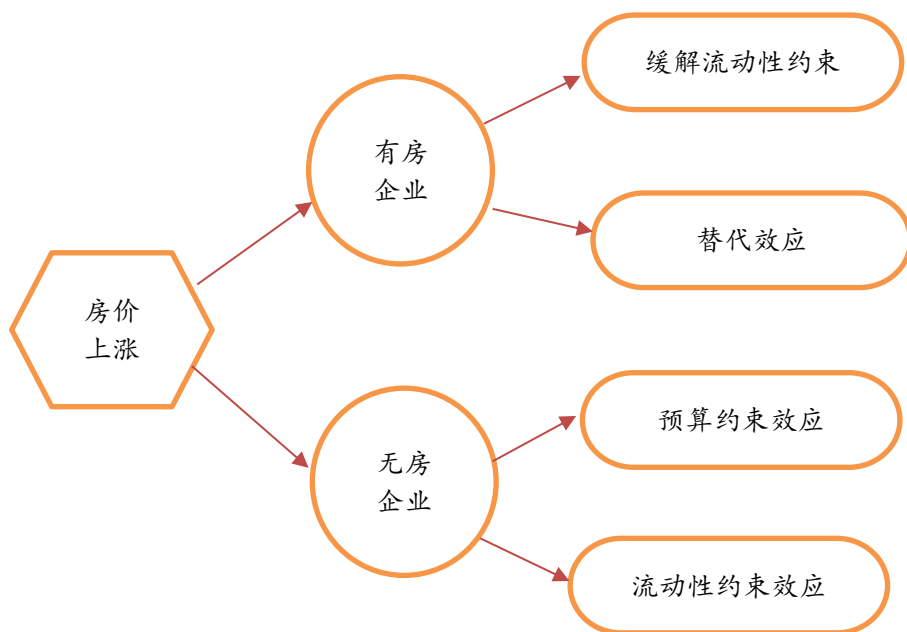 缓解流动性约束
有房
企业
替代效应
房价
上涨
预算约束效应
无房
企业
流动性约束效应